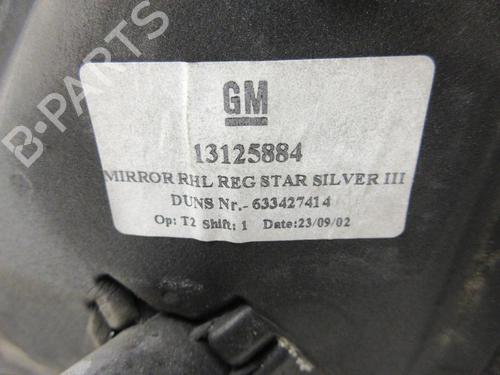 B-PARTS
GM
13125884
MIRROR RHL REG STAR SILVER III
DUNS Nr.- 633427414
Op: T2 Shift: 1 Date:23/09/02